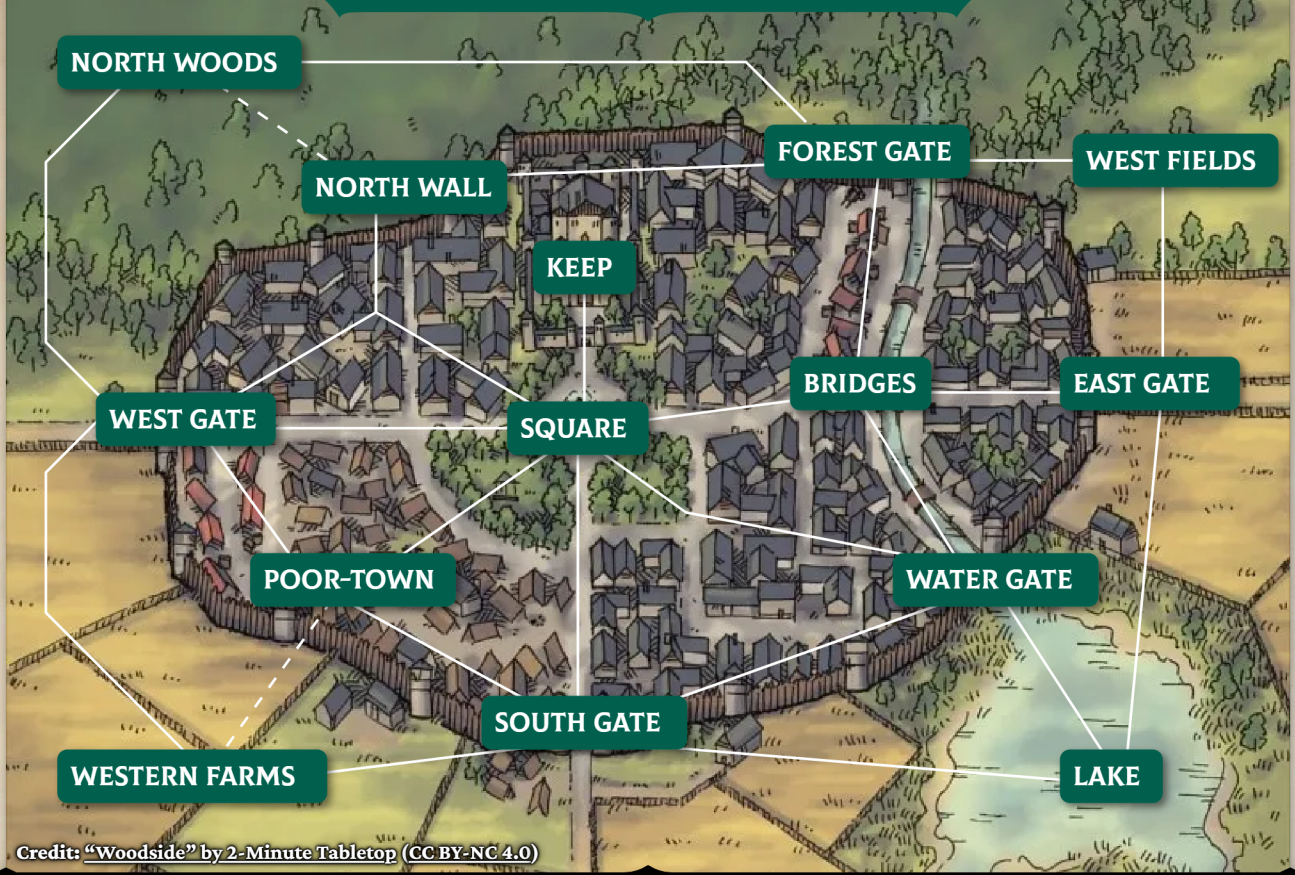 NORTH WOODS
FOREST GATE
WEST FIELDS
NORTH WALL
KEEP
BRIDGES
EAST GATE
WEST GATE
SQUARE
POOR-TOWN
WATER GATE
SOUTH GATE
WESTERN FARMS
LAKE
Credit: “Woodside” by 2-Minute Tabletop (CC BY-NC 4.0)